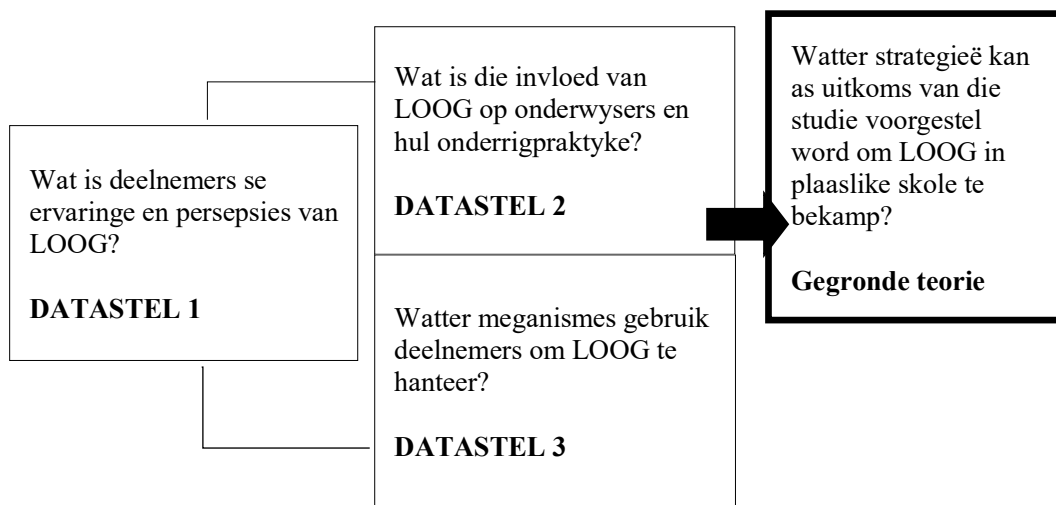 Wat is deelnemers se
ervaringe en persepsies van
LOOG?
DATASTEL 1
Wat is die invloed van
LOOG op onderwysers en
hul onderrigpraktyke?
DATASTEL 2
Watter meganismes gebruik
deelnemers om LOOG te
hanteer?
DATASTEL 3
Watter strategieë kan
as uitkoms van die
studie voorgestel
word om LOOG in
plaaslike skole te
bekamp?
Gegronde teorie